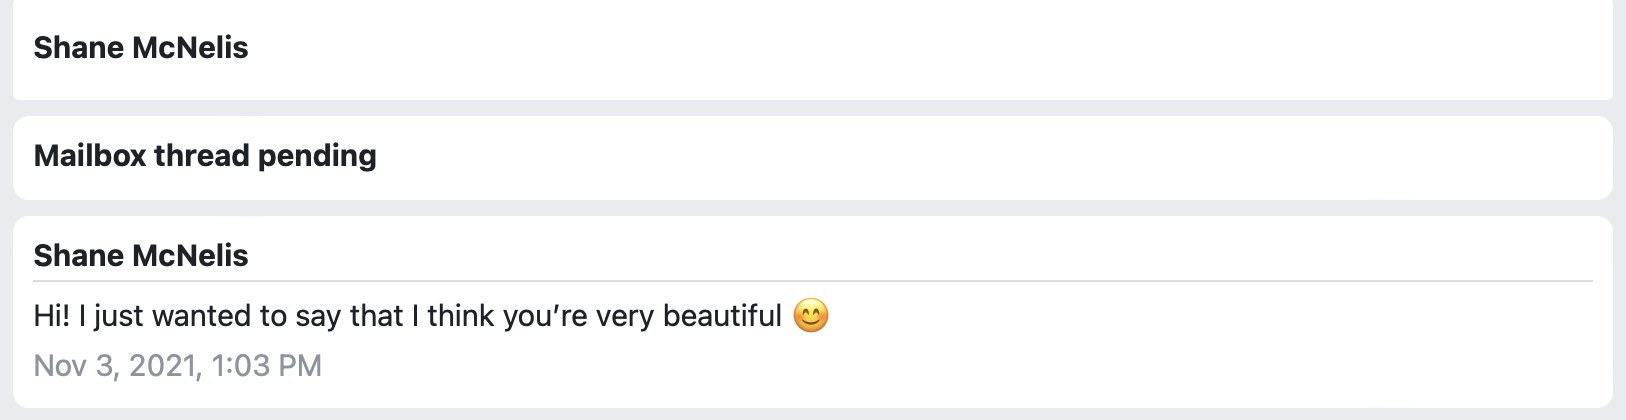 Shane McNelis
Mailbox thread pending
Shane McNelis
Hi! I just wanted to say that I think you’re very beautiful 😊
Nov 3, 2021, 1:03 PM